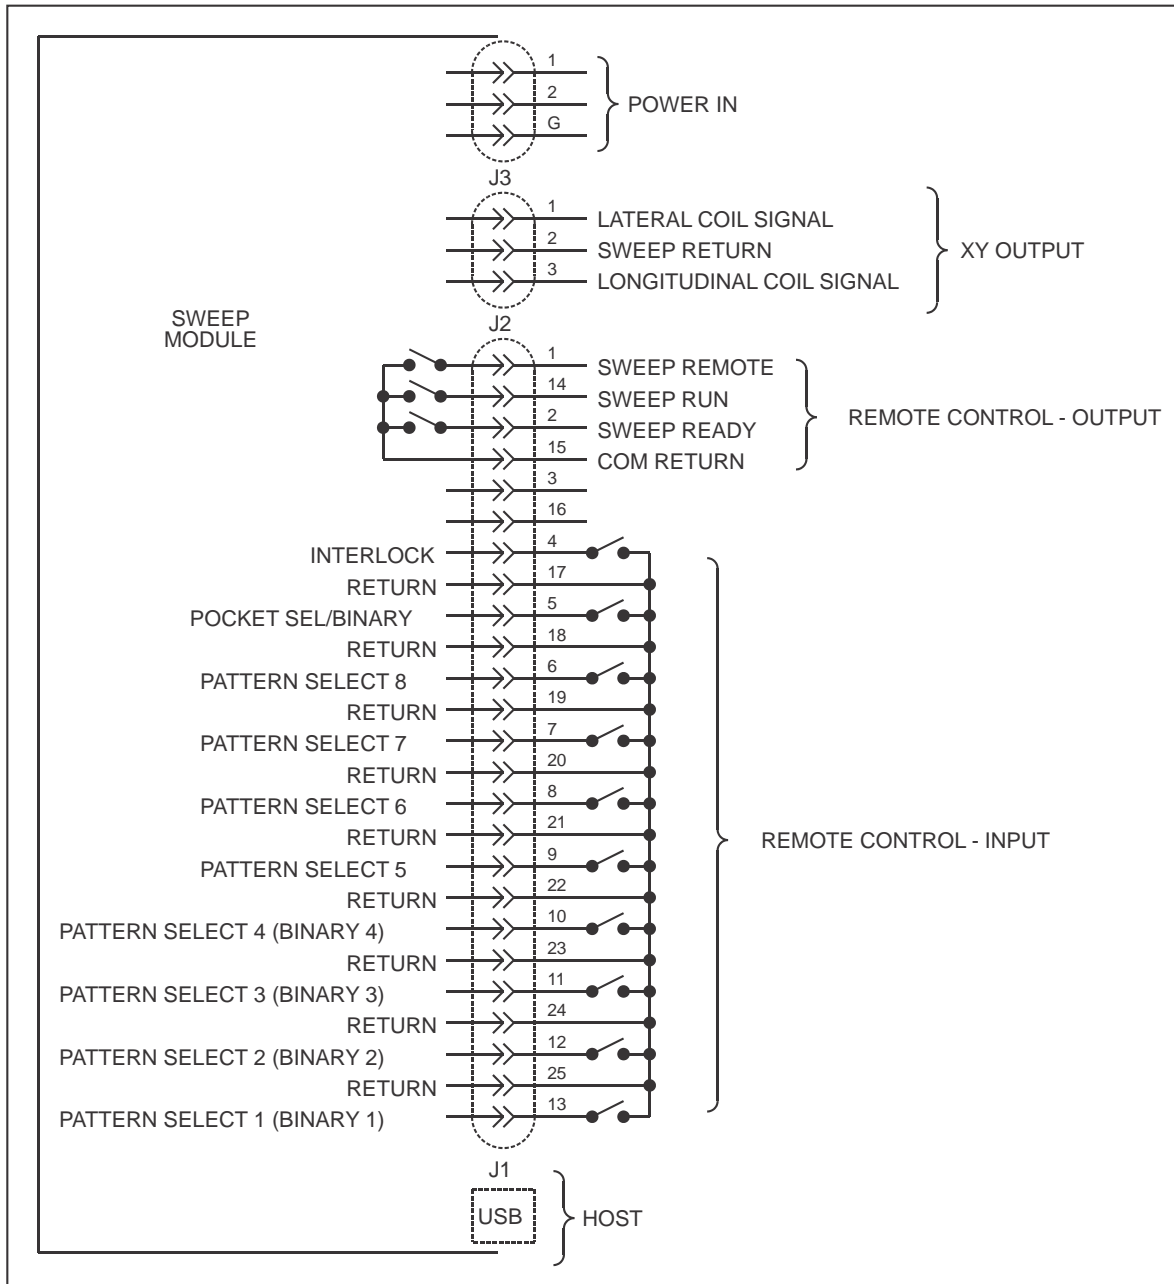 1
2
POWER IN
G
J3
1
LATERAL COIL SIGNAL
2
SWEEP RETURN
XY OUTPUT
3
LONGITUDINAL COIL SIGNAL
J2
SWEEP
MODULE
1
SWEEP REMOTE
14
SWEEP RUN
REMOTE CONTROL - OUTPUT
2
SWEEP READY
15
COM RETURN
3
16
INTERLOCK
4
RETURN
17
POCKET SEL/BINARY
5
RETURN
18
PATTERN SELECT 8
6
RETURN
19
PATTERN SELECT 7
7
RETURN
20
PATTERN SELECT 6
8
RETURN
21
REMOTE CONTROL - INPUT
PATTERN SELECT 5
9
RETURN
22
PATTERN SELECT 4 (BINARY 4)
10
RETURN
23
PATTERN SELECT 3 (BINARY 3)
11
RETURN
24
PATTERN SELECT 2 (BINARY 2)
12
RETURN
25
PATTERN SELECT 1 (BINARY 1)
13
J1
USB
HOST